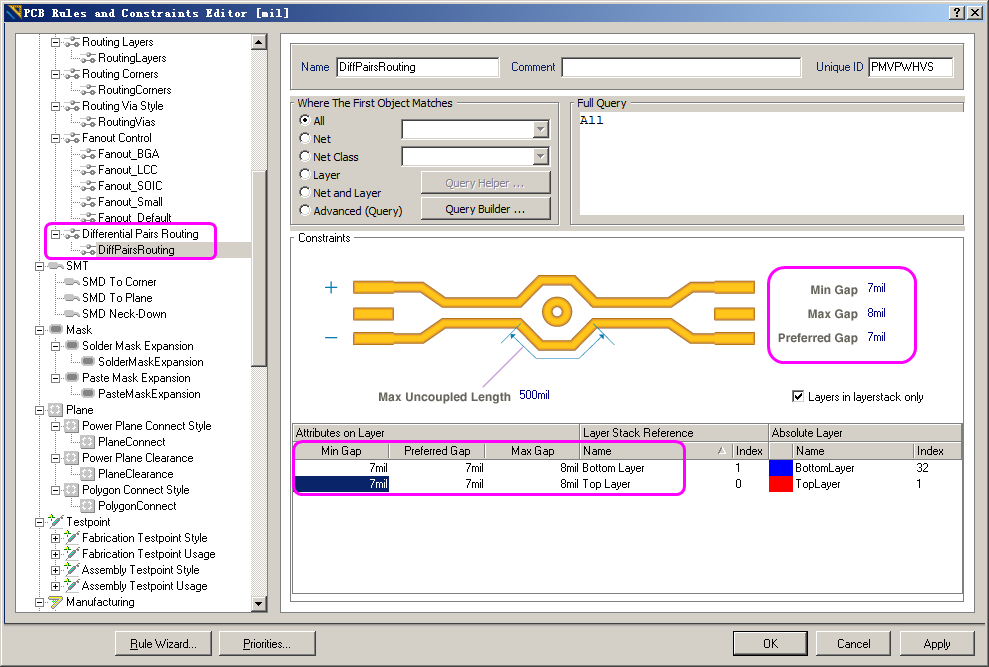 PCB Rules and Constraints Editor [mil]
Routing Layers
RoutingLayers
Routing Corners
RoutingCorners
Routing Via Style
RoutingVias
Fanout Control
Fanout_BGA
Fanout_LCC
Fanout_SOIC
Fanout_Small
Fanout_Default
Differential Pairs Routing
DiffPairsRouting
SMT
SMD To Corner
SMD To Plane
SMD Neck-Down
Mask
Solder Mask Expansion
SolderMaskExpansion
Paste Mask Expansion
PasteMaskExpansion
Plane
Power Plane Connect Style
PlaneConnect
Power Plane Clearance
PlaneClearance
Polygon Connect Style
PolygonConnect
Testpoint
Fabrication Testpoint Style
Fabrication Testpoint Usage
Assembly Testpoint Style
Assembly Testpoint Usage
Manufacturing
Name DiffPairsRouting Comment Unique ID PMVPWHVS
Where The First Object Matches
All
Net
Net Class
Layer
Net and Layer
Advanced (Query)
Query Helper ...
Query Builder ...
Full Query
All
Constraints
+
−
Min Gap 7mil
Max Gap 8mil
Preferred Gap 7mil
Max Uncoupled Length 500mil
Layers in layerstack only
Attributes on Layer Layer Stack Reference Absolute Layer
Min Gap Preferred Gap Max Gap Name Index Name Index
7mil 7mil 8mil Bottom Layer 1 BottomLayer 32
7mil 7mil 8mil Top Layer 0 TopLayer 1
Rule Wizard... Priorities... OK Cancel Apply